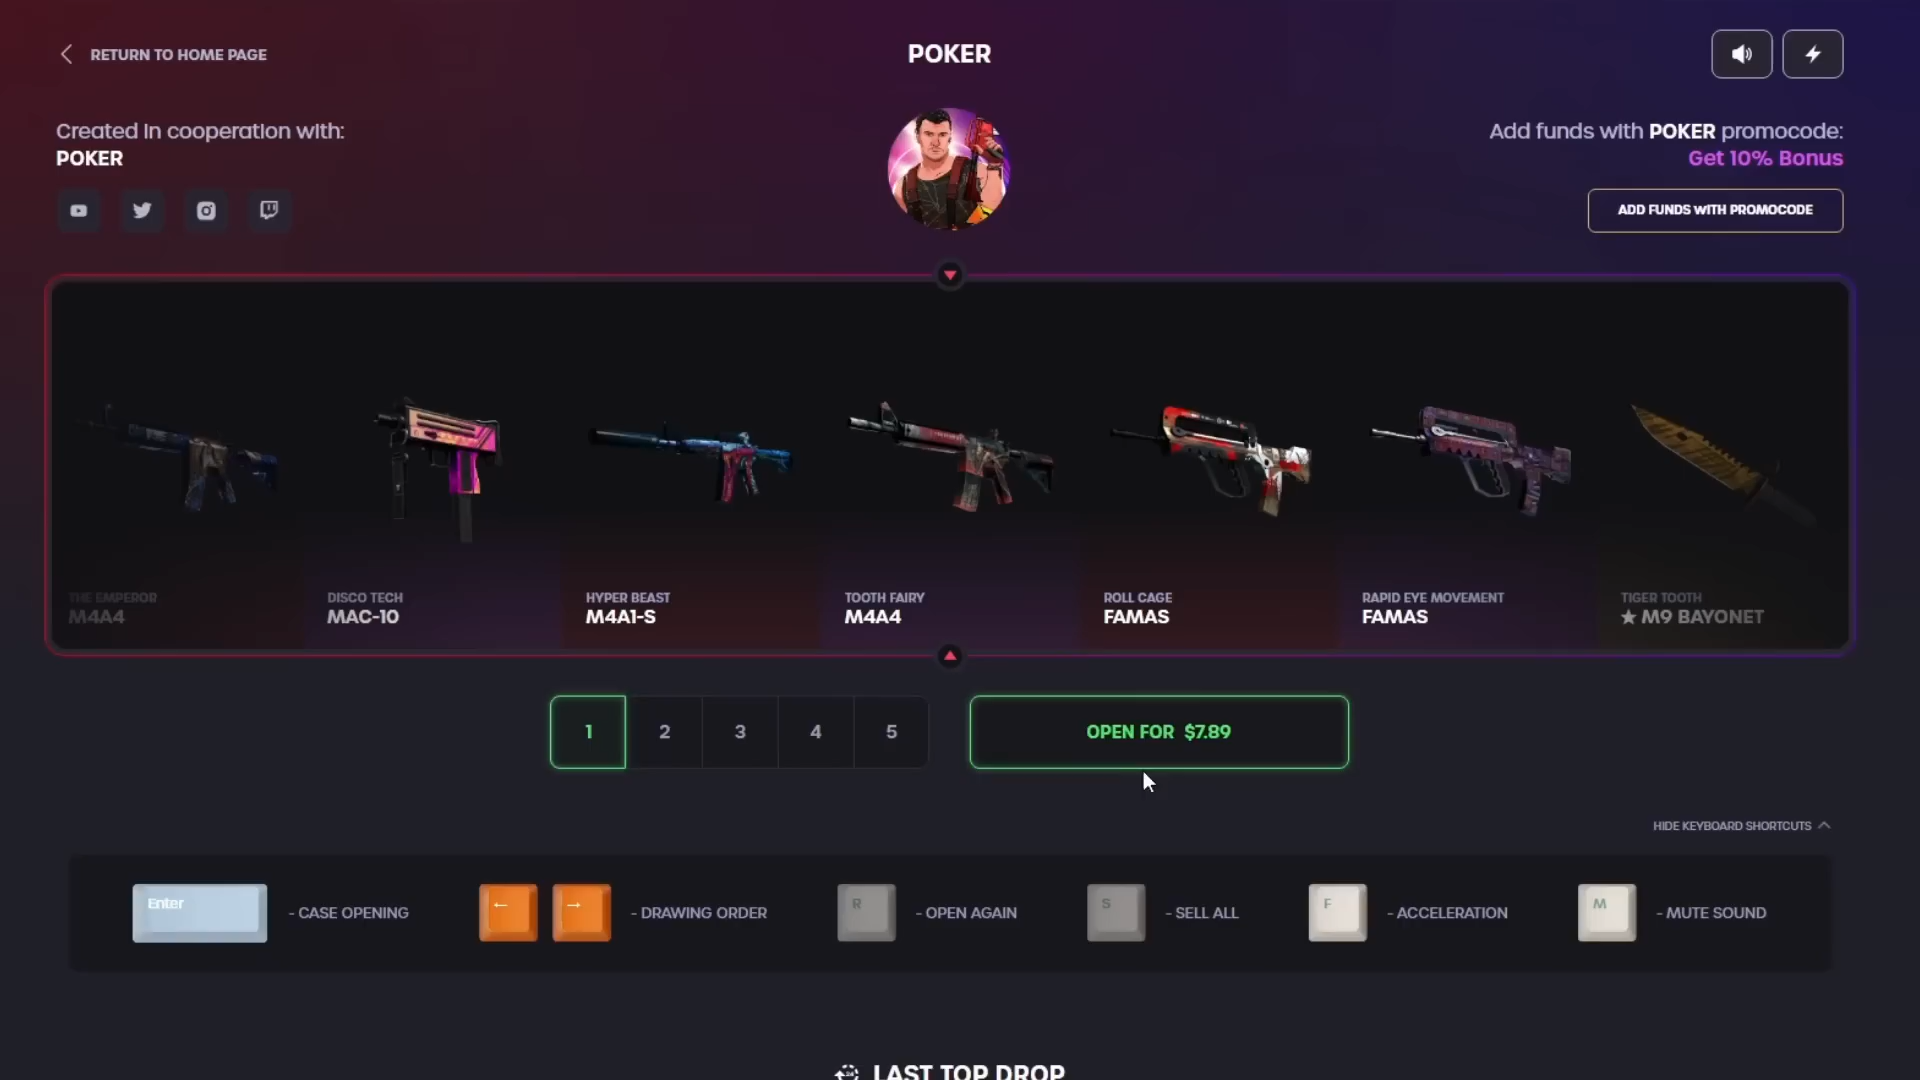 RETURN TO HOME PAGE
POKER
Created in cooperation with:
POKER
Add funds with POKER promocode:
Get 10% Bonus
ADD FUNDS WITH PROMOCODE
THE EMPEROR
M4A4
DISCO TECH
MAC-10
HYPER BEAST
M4A1-S
TOOTH FAIRY
M4A4
ROLL CAGE
FAMAS
RAPID EYE MOVEMENT
FAMAS
TIGER TOOTH
★ M9 BAYONET
1 2 3 4 5
OPEN FOR $7.89
HIDE KEYBOARD SHORTCUTS
Enter - CASE OPENING
← → - DRAWING ORDER
R - OPEN AGAIN
S - SELL ALL
F - ACCELERATION
M - MUTE SOUND
LAST TOP DROP